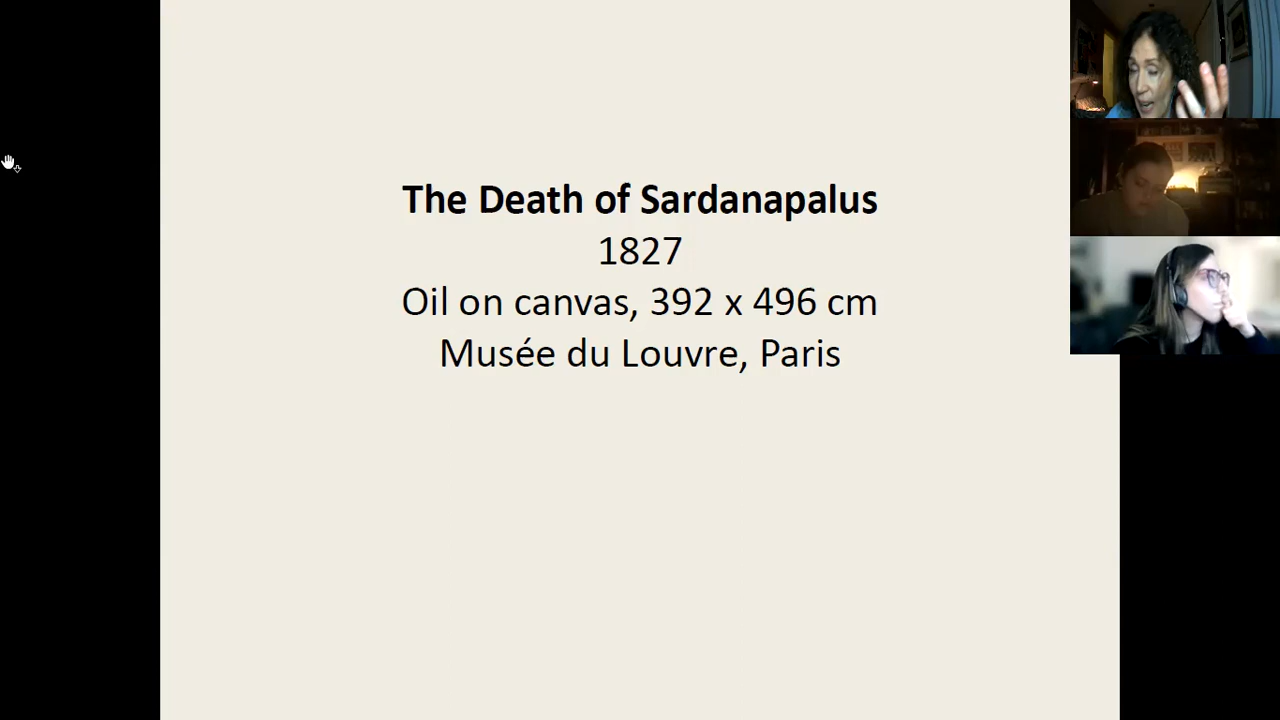 The Death of Sardanapalus
1827
Oil on canvas, 392 x 496 cm
Musée du Louvre, Paris